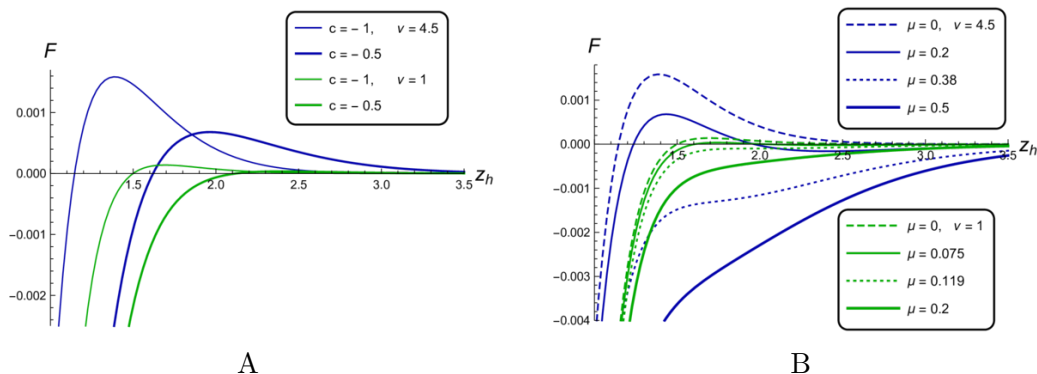 F
c = − 1, ν = 4.5
c = − 0.5
c = − 1, ν = 1
c = − 0.5
0.001
0.000
−0.001
−0.002
1.5 2.0 2.5 3.0 3.5
z_h
A
F
μ = 0, ν = 4.5
μ = 0.2
μ = 0.38
μ = 0.5
0.001
0.000
−0.001
−0.002
−0.003
−0.004
1.5 2.0 2.5 3.0 3.5
z_h
μ = 0, ν = 1
μ = 0.075
μ = 0.119
μ = 0.2
B